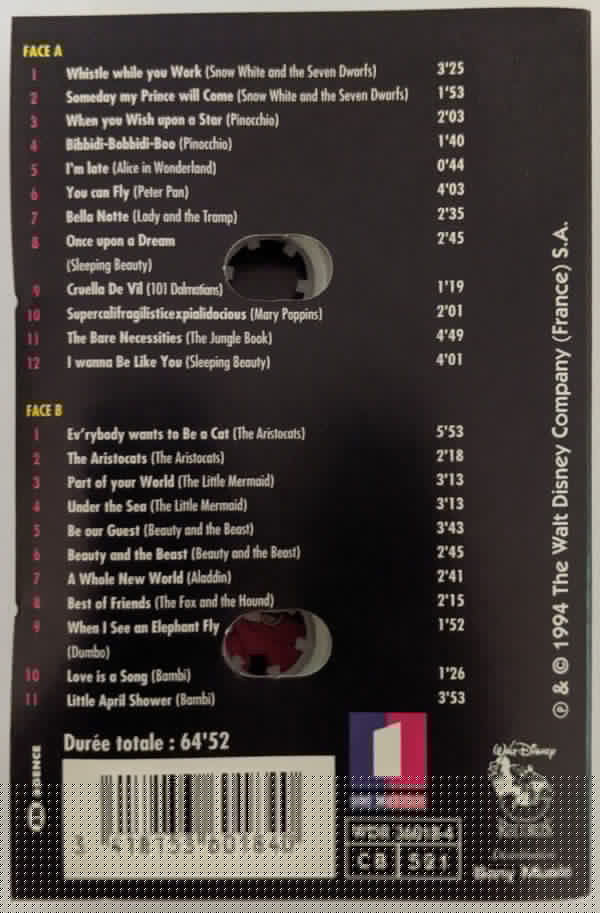 FACE A
1 Whistle while you Work (Snow White and the Seven Dwarfs) 3'25
2 Someday my Prince will Come (Snow White and the Seven Dwarfs) 1'53
3 When you Wish upon a Star (Pinocchio) 2'03
4 Bibbidi-Bobbidi-Boo (Pinocchio) 1'40
5 I'm late (Alice in Wonderland) 0'44
6 You can Fly (Peter Pan) 4'03
7 Bella Notte (Lady and the Tramp) 2'35
8 Once upon a Dream 2'45
(Sleeping Beauty)
9 Cruella De Vil (101 Dalmatians) 1'19
10 Supercalifragilisticexpialidocious (Mary Poppins) 2'01
11 The Bare Necessities (The Jungle Book) 4'49
12 I wanna Be Like You (Sleeping Beauty) 4'01
FACE B
1 Ev'rybody wants to Be a Cat (The Aristocats) 5'53
2 The Aristocats (The Aristocats) 2'18
3 Part of your World (The Little Mermaid) 3'13
4 Under the Sea (The Little Mermaid) 3'13
5 Be our Guest (Beauty and the Beast) 3'43
6 Beauty and the Beast (Beauty and the Beast) 2'45
7 A Whole New World (Aladdin) 2'41
8 Best of Friends (The Fox and the Hound) 2'15
9 When I See an Elephant Fly 1'52
(Dumbo)
10 Love is a Song (Bambi) 1'26
11 Little April Shower (Bambi) 3'53
Durée totale : 64'52
℗ & © 1994 The Walt Disney Company (France) S.A.
1
WALT DISNEY
CB 521
Sony Music